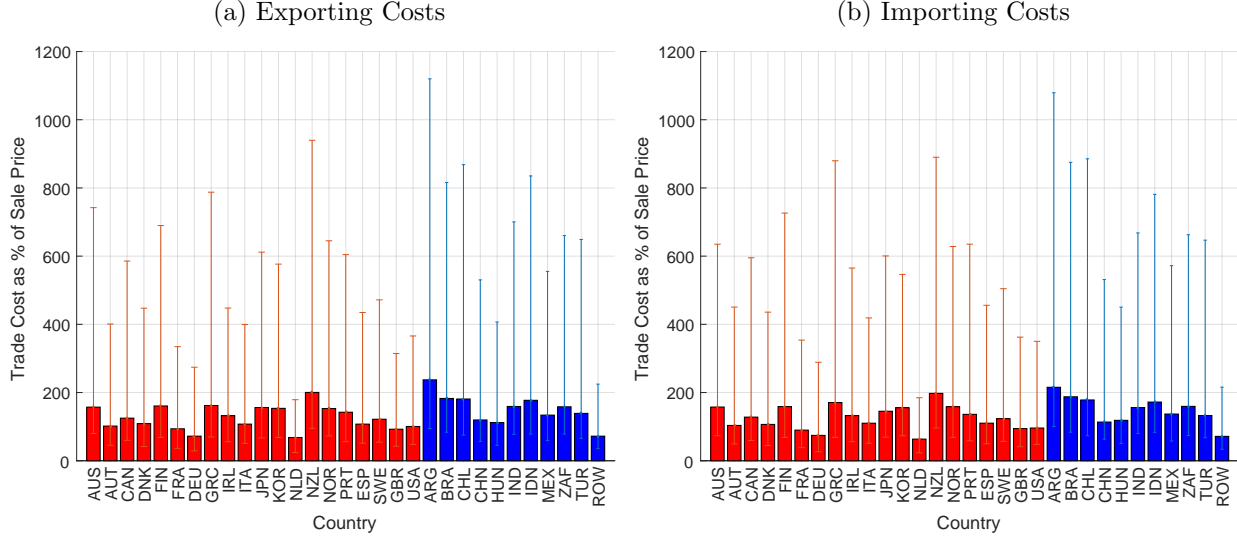 (a) Exporting Costs
1200
1000
800
600
400
200
0
Trade Cost as % of Sale Price
AUS
AUT
CAN
DNK
FIN
FRA
DEU
GRC
IRL
ITA
JPN
KOR
NLD
NZL
NOR
PRT
ESP
SWE
GBR
USA
ARG
BRA
CHL
CHN
HUN
IND
IDN
MEX
ZAF
TUR
ROW
Country
(b) Importing Costs
1200
1000
800
600
400
200
0
Trade Cost as % of Sale Price
AUS
AUT
CAN
DNK
FIN
FRA
DEU
GRC
IRL
ITA
JPN
KOR
NLD
NZL
NOR
PRT
ESP
SWE
GBR
USA
ARG
BRA
CHL
CHN
HUN
IND
IDN
MEX
ZAF
TUR
ROW
Country